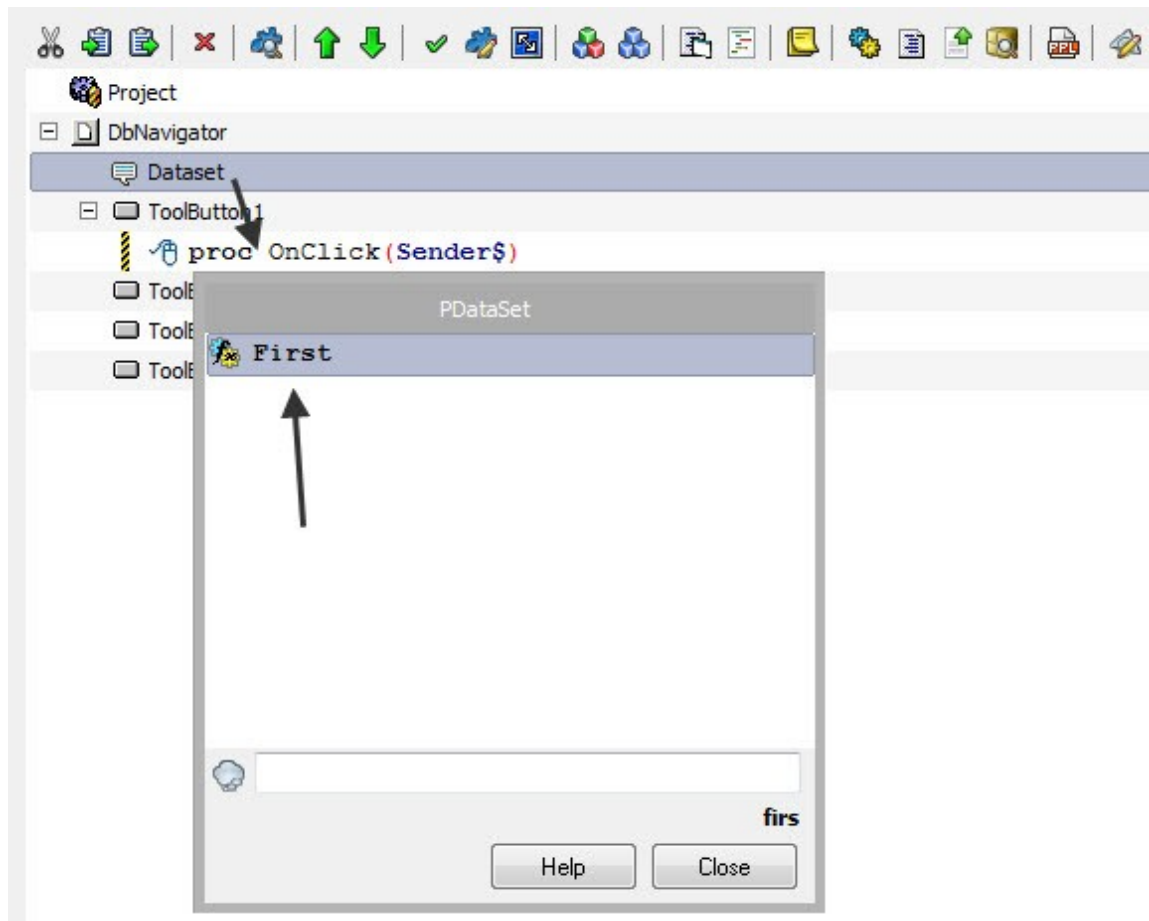 Project
DbNavigator
Dataset
ToolButton1
proc OnClick(Sender$)
PDataSet
First
firs
Help
Close